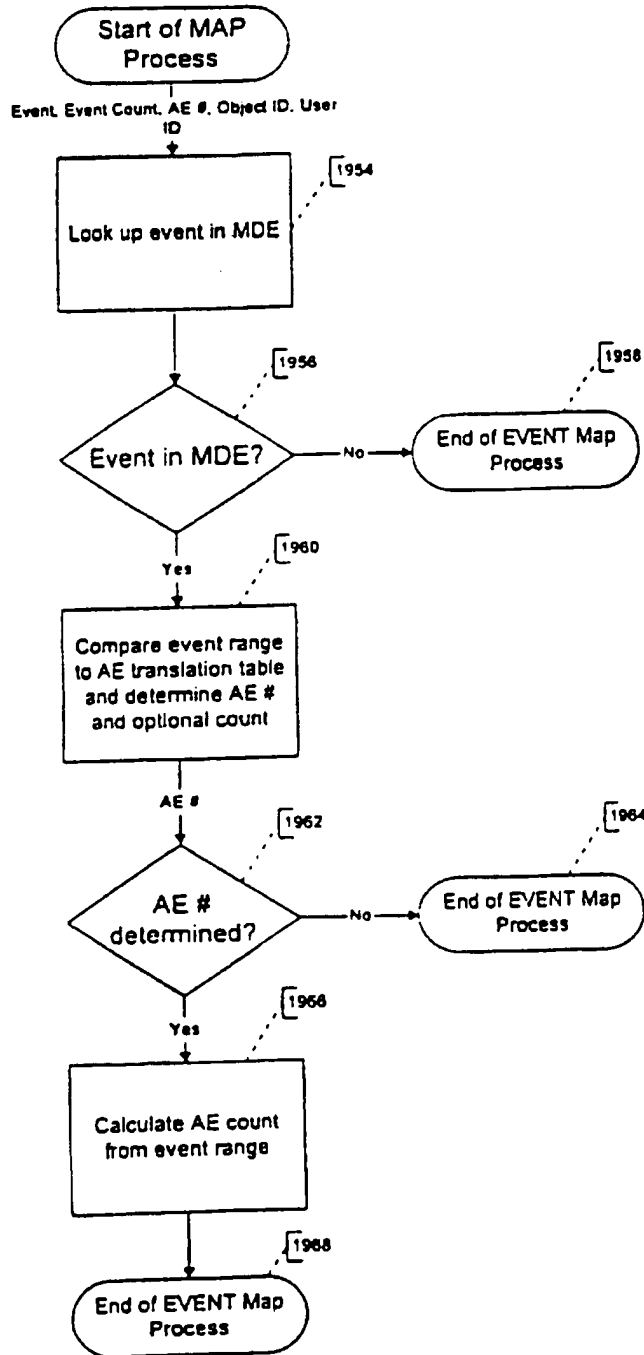 Start of MAP
Process
Event, Event Count, AE #, Object ID, User
ID
1954
Look up event in MDE
1956
1958
Event in MDE?
No
End of EVENT Map
Process
Yes
1960
Compare event range
to AE translation table
and determine AE #
and optional count
AE #
1962
1964
AE #
determined?
No
End of EVENT Map
Process
Yes
1966
Calculate AE count
from event range
1968
End of EVENT Map
Process